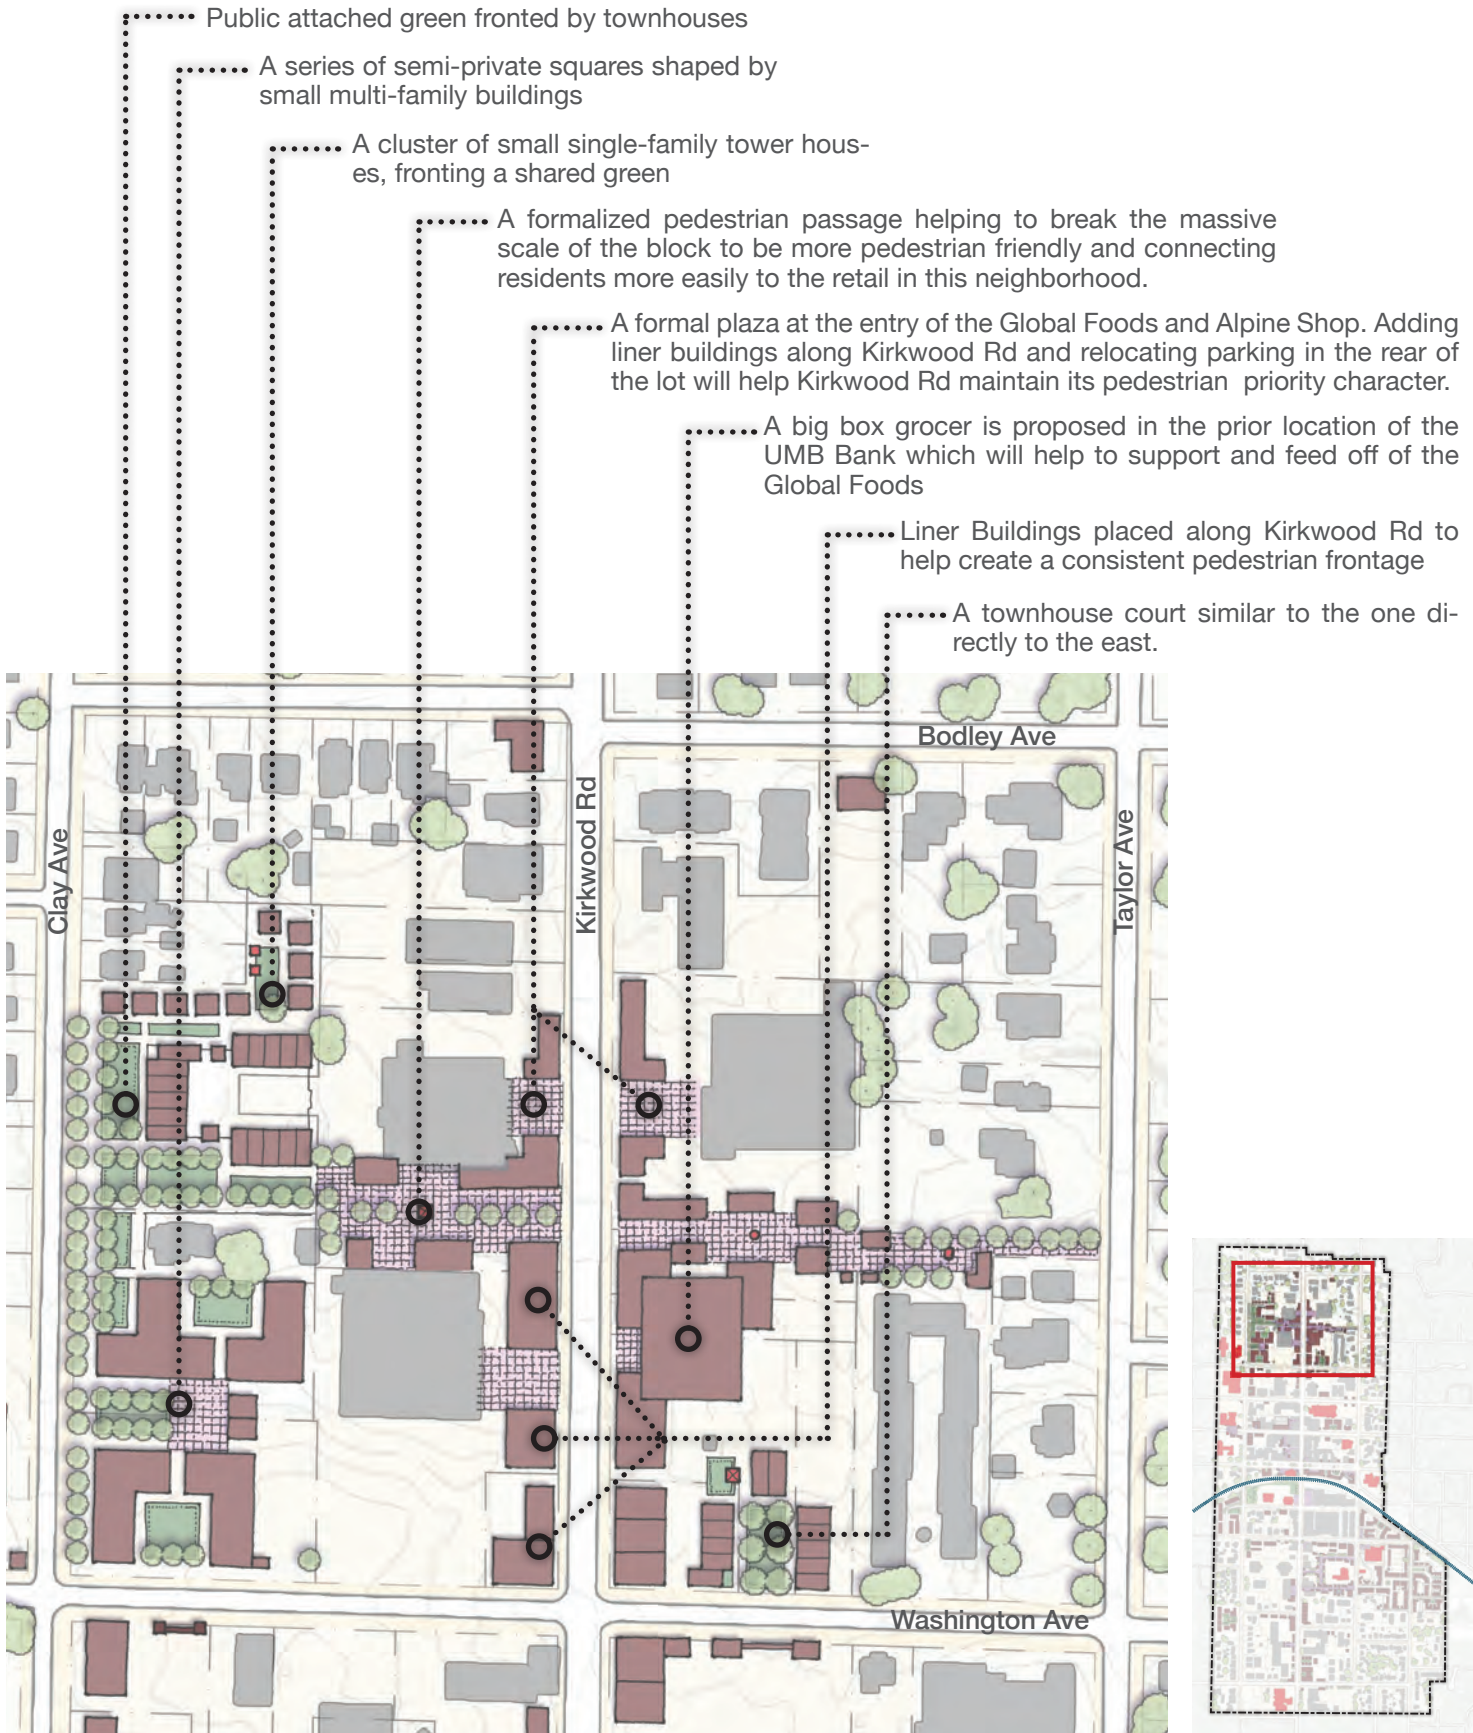 Public attached green fronted by townhouses
A series of semi-private squares shaped by
small multi-family buildings
A cluster of small single-family tower hous-
es, fronting a shared green
A formalized pedestrian passage helping to break the massive
scale of the block to be more pedestrian friendly and connecting
residents more easily to the retail in this neighborhood.
A formal plaza at the entry of the Global Foods and Alpine Shop. Adding
liner buildings along Kirkwood Rd and relocating parking in the rear of
the lot will help Kirkwood Rd maintain its pedestrian priority character.
A big box grocer is proposed in the prior location of the
UMB Bank which will help to support and feed off of the
Global Foods
Liner Buildings placed along Kirkwood Rd to
help create a consistent pedestrian frontage
A townhouse court similar to the one di-
rectly to the east.
Bodley Ave
Clay Ave
Kirkwood Rd
Taylor Ave
Washington Ave